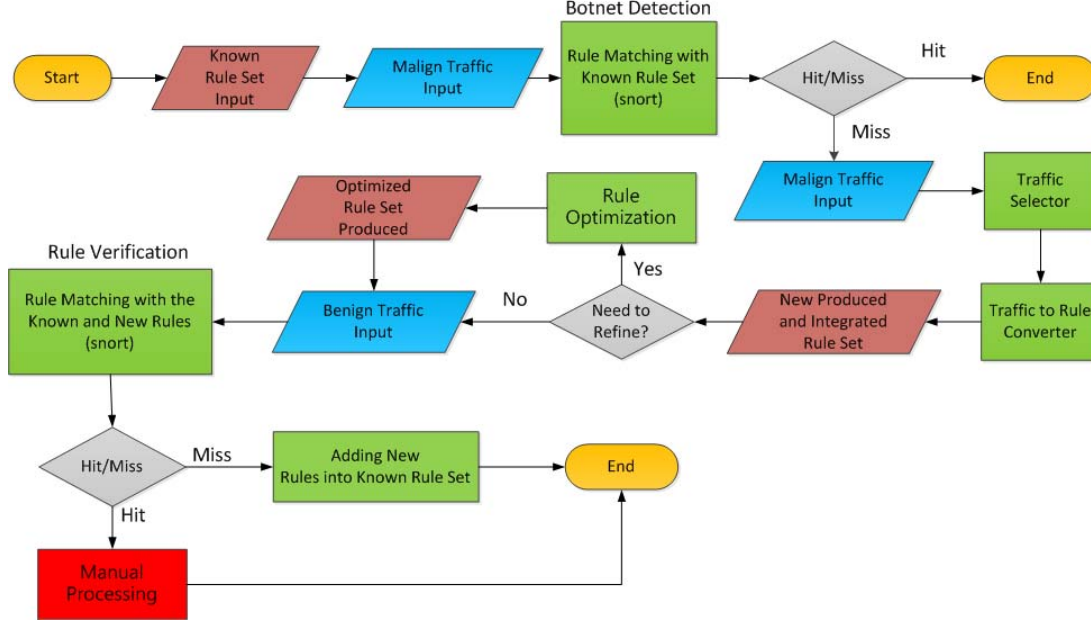 Botnet Detection
Start
Known
Rule Set
Input
Malign Traffic
Input
Rule Matching with
Known Rule Set
(snort)
Hit/Miss
Hit
End
Miss
Malign Traffic
Input
Traffic
Selector
Traffic to Rule
Converter
New Produced
and Integrated
Rule Set
Need to
Refine?
Yes
Rule
Optimization
Optimized
Rule Set
Produced
No
Benign Traffic
Input
Rule Verification
Rule Matching with the
Known and New Rules
(snort)
Hit/Miss
Miss
Adding New
Rules into Known Rule Set
End
Hit
Manual
Processing